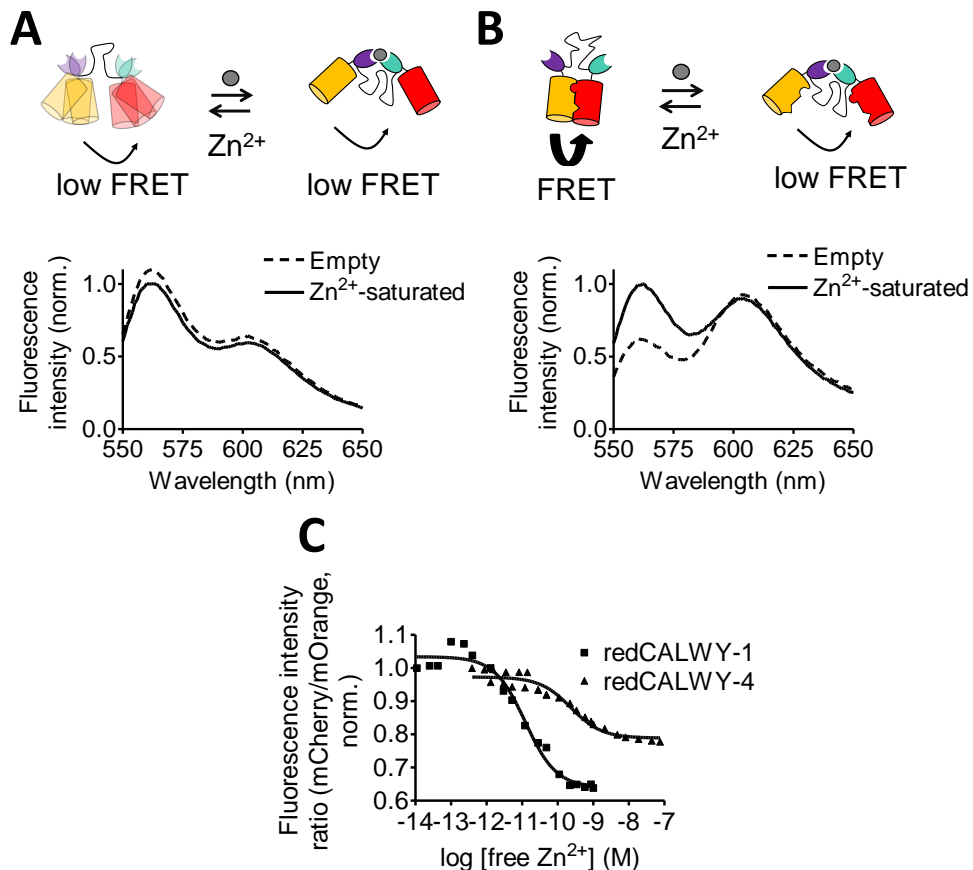 A
Zn²⁺
low FRET
low FRET
Fluorescence
intensity (norm.)
1.0
0.5
0.0
Empty
Zn²⁺-saturated
550 575 600 625 650
Wavelength (nm)
B
Zn²⁺
FRET
low FRET
Fluorescence
intensity (norm.)
1.0
0.5
0.0
Empty
Zn²⁺-saturated
550 575 600 625 650
Wavelength (nm)
C
Fluorescence intensity
ratio (mCherry/mOrange,
norm.)
1.1
1.0
0.9
0.8
0.7
0.6
redCALWY-1
redCALWY-4
-14 -13 -12 -11 -10 -9 -8 -7
log [free Zn²⁺] (M)